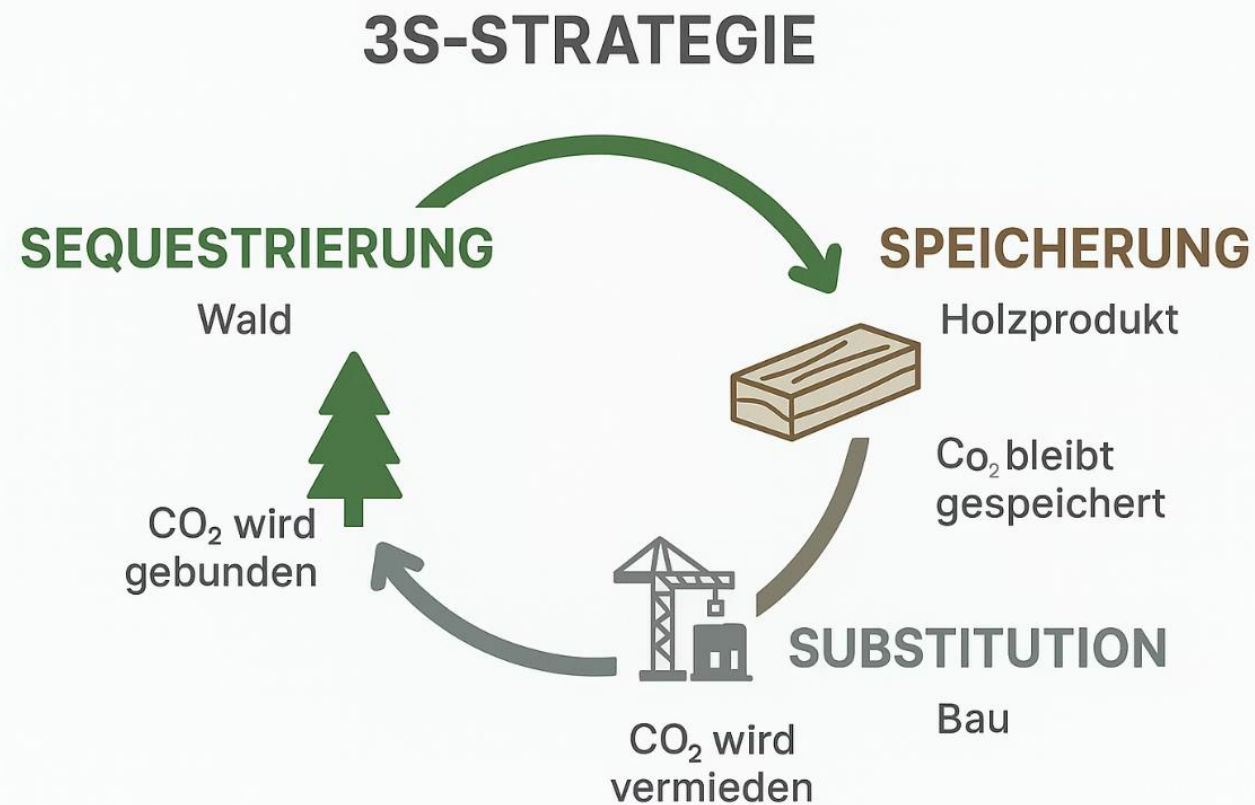 3S-STRATEGIE
SEQUESTRIERUNG
Wald
CO₂ wird
gebunden
SPEICHERUNG
Holzprodukt
Co₂ bleibt
gespeichert
SUBSTITUTION
Bau
CO₂ wird
vermieden